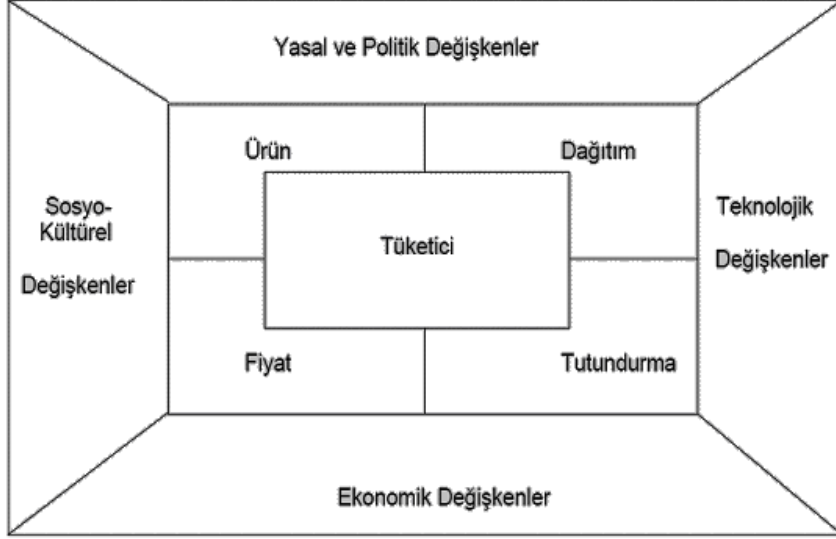 Yasal ve Politik Değişkenler
Ürün
Dağıtım
Sosyo-
Kültürel
Değişkenler
Tüketici
Teknolojik
Değişkenler
Fiyat
Tutundurma
Ekonomik Değişkenler